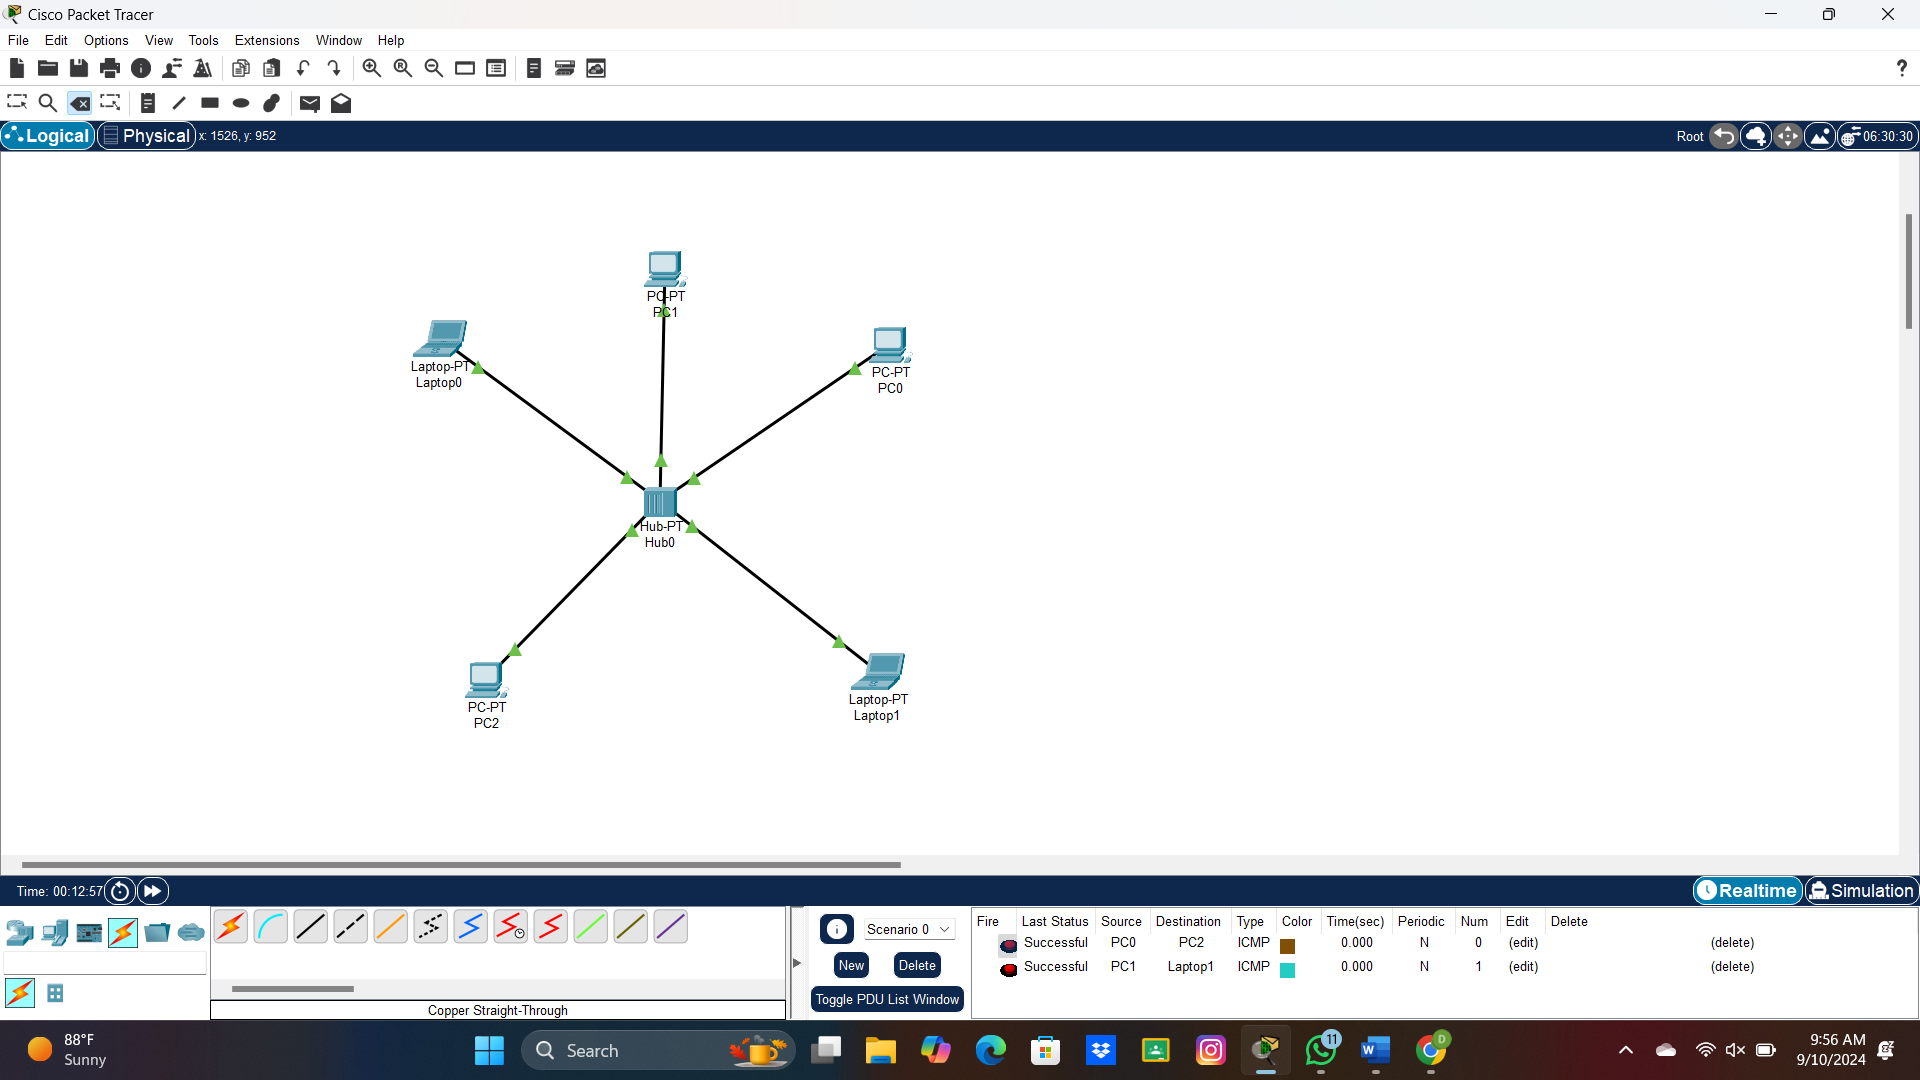 Cisco Packet Tracer
File Edit Options View Tools Extensions Window Help
?
Logical Physical x: 1526, y: 952 Root 06:30:30
PC-PT
PC1
Laptop-PT
Laptop0
PC-PT
PC0
Hub-PT
Hub0
PC-PT
PC2
Laptop-PT
Laptop1
Time: 00:12:57 Realtime Simulation
Scenario 0
New Delete
Toggle PDU List Window
Copper Straight-Through
Fire Last Status Source Destination Type Color Time(sec) Periodic Num Edit Delete
Successful PC0 PC2 ICMP 0.000 N 0 (edit) (delete)
Successful PC1 Laptop1 ICMP 0.000 N 1 (edit) (delete)
88°F
Sunny
Search
11
D
9:56 AM
9/10/2024